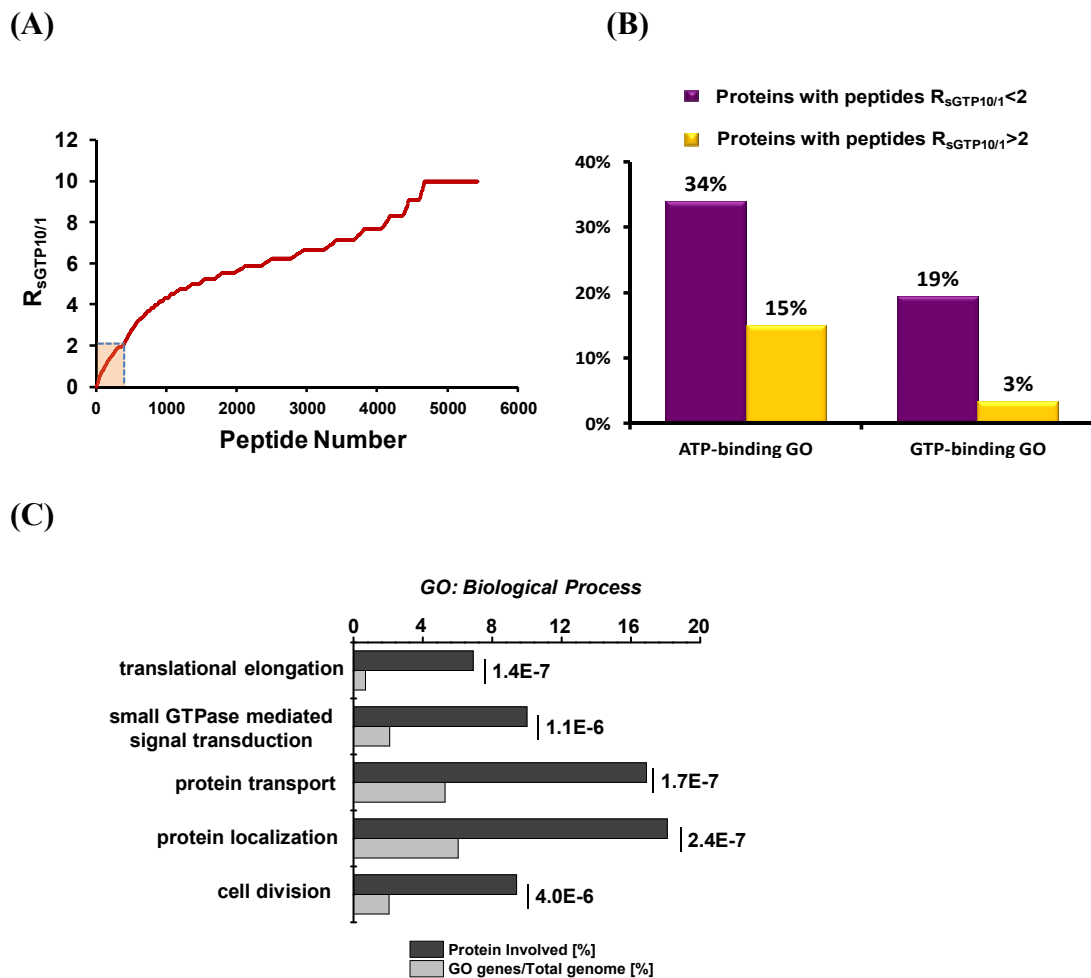 (A)
12
10
8
6
4
2
0
RsGTP10/1
0 1000 2000 3000 4000 5000 6000
Peptide Number
(B)
Proteins with peptides RsGTP10/1<2
Proteins with peptides RsGTP10/1>2
40%
30%
20%
10%
0%
34%
15%
19%
3%
ATP-binding GO GTP-binding GO
(C)
GO: Biological Process
0 4 8 12 16 20
translational elongation
1.4E-7
small GTPase mediated
signal transduction
1.1E-6
protein transport
1.7E-7
protein localization
2.4E-7
cell division
4.0E-6
Protein Involved [%]
GO genes/Total genome [%]